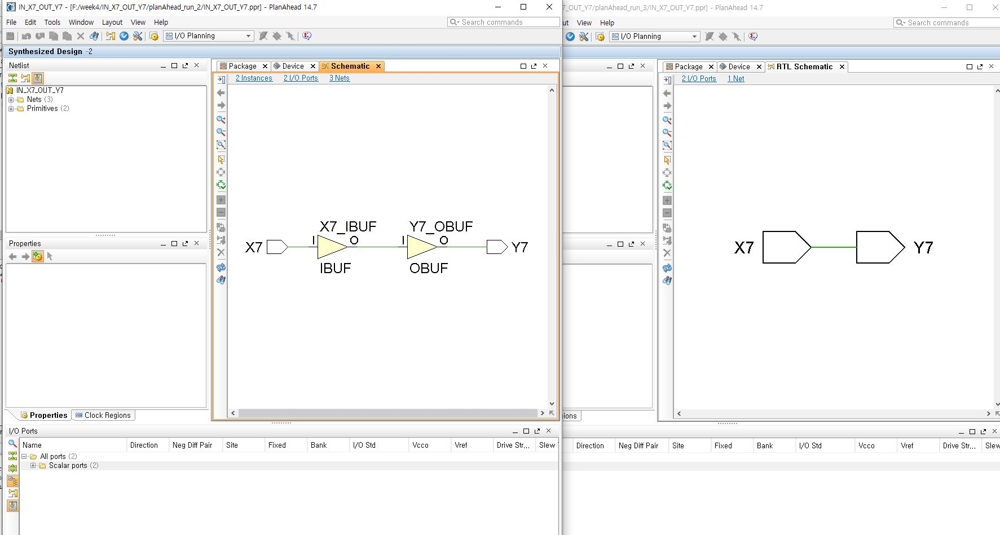 IN_X7_OUT_Y7 - [F:/week4/IN_X7_OUT_Y7/planAhead_run_2/IN_X7_OUT_Y7.ppr] - PlanAhead 14.7
File Edit Tools Window Layout View Help
Search commands
I/O Planning
Synthesized Design -2
Netlist
IN_X7_OUT_Y7
Nets (3)
Primitives (2)
Properties
Properties
Clock Regions
Package
Device
Schematic
2 Instances 2 I/O Ports 3 Nets
X7_IBUF Y7_OBUF
X7 I O I O Y7
IBUF OBUF
I/O Ports
Name Direction Neg Diff Pair Site Fixed Bank I/O Std Vcco Vref Drive Str... Slew
All ports (2)
Scalar ports (2)
7_OUT_Y7/planAhead_run_3/IN_X7_OUT_Y7.ppr] - PlanAhead 14.7
ut View Help
Search commands
I/O Planning
Package
Device
RTL Schematic
2 I/O Ports 1 Net
X7 Y7
ions
Direction Neg Diff Pair Site Fixed Bank I/O Std Vcco Vref Drive Str... Slew